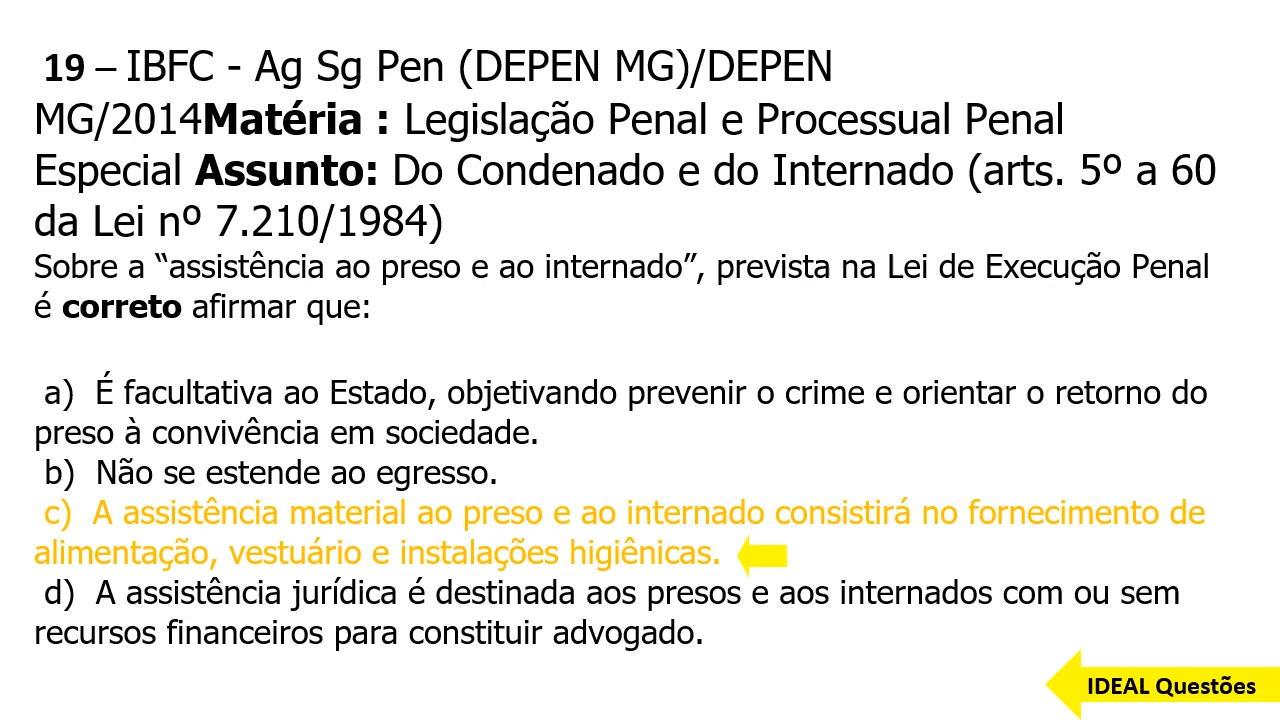 19 – IBFC - Ag Sg Pen (DEPEN MG)/DEPEN
MG/2014Matéria : Legislação Penal e Processual Penal
Especial Assunto: Do Condenado e do Internado (arts. 5º a 60
da Lei nº 7.210/1984)
Sobre a “assistência ao preso e ao internado”, prevista na Lei de Execução Penal
é correto afirmar que:
a) É facultativa ao Estado, objetivando prevenir o crime e orientar o retorno do
preso à convivência em sociedade.
b) Não se estende ao egresso.
c) A assistência material ao preso e ao internado consistirá no fornecimento de
alimentação, vestuário e instalações higiênicas.
d) A assistência jurídica é destinada aos presos e aos internados com ou sem
recursos financeiros para constituir advogado.
IDEAL Questões